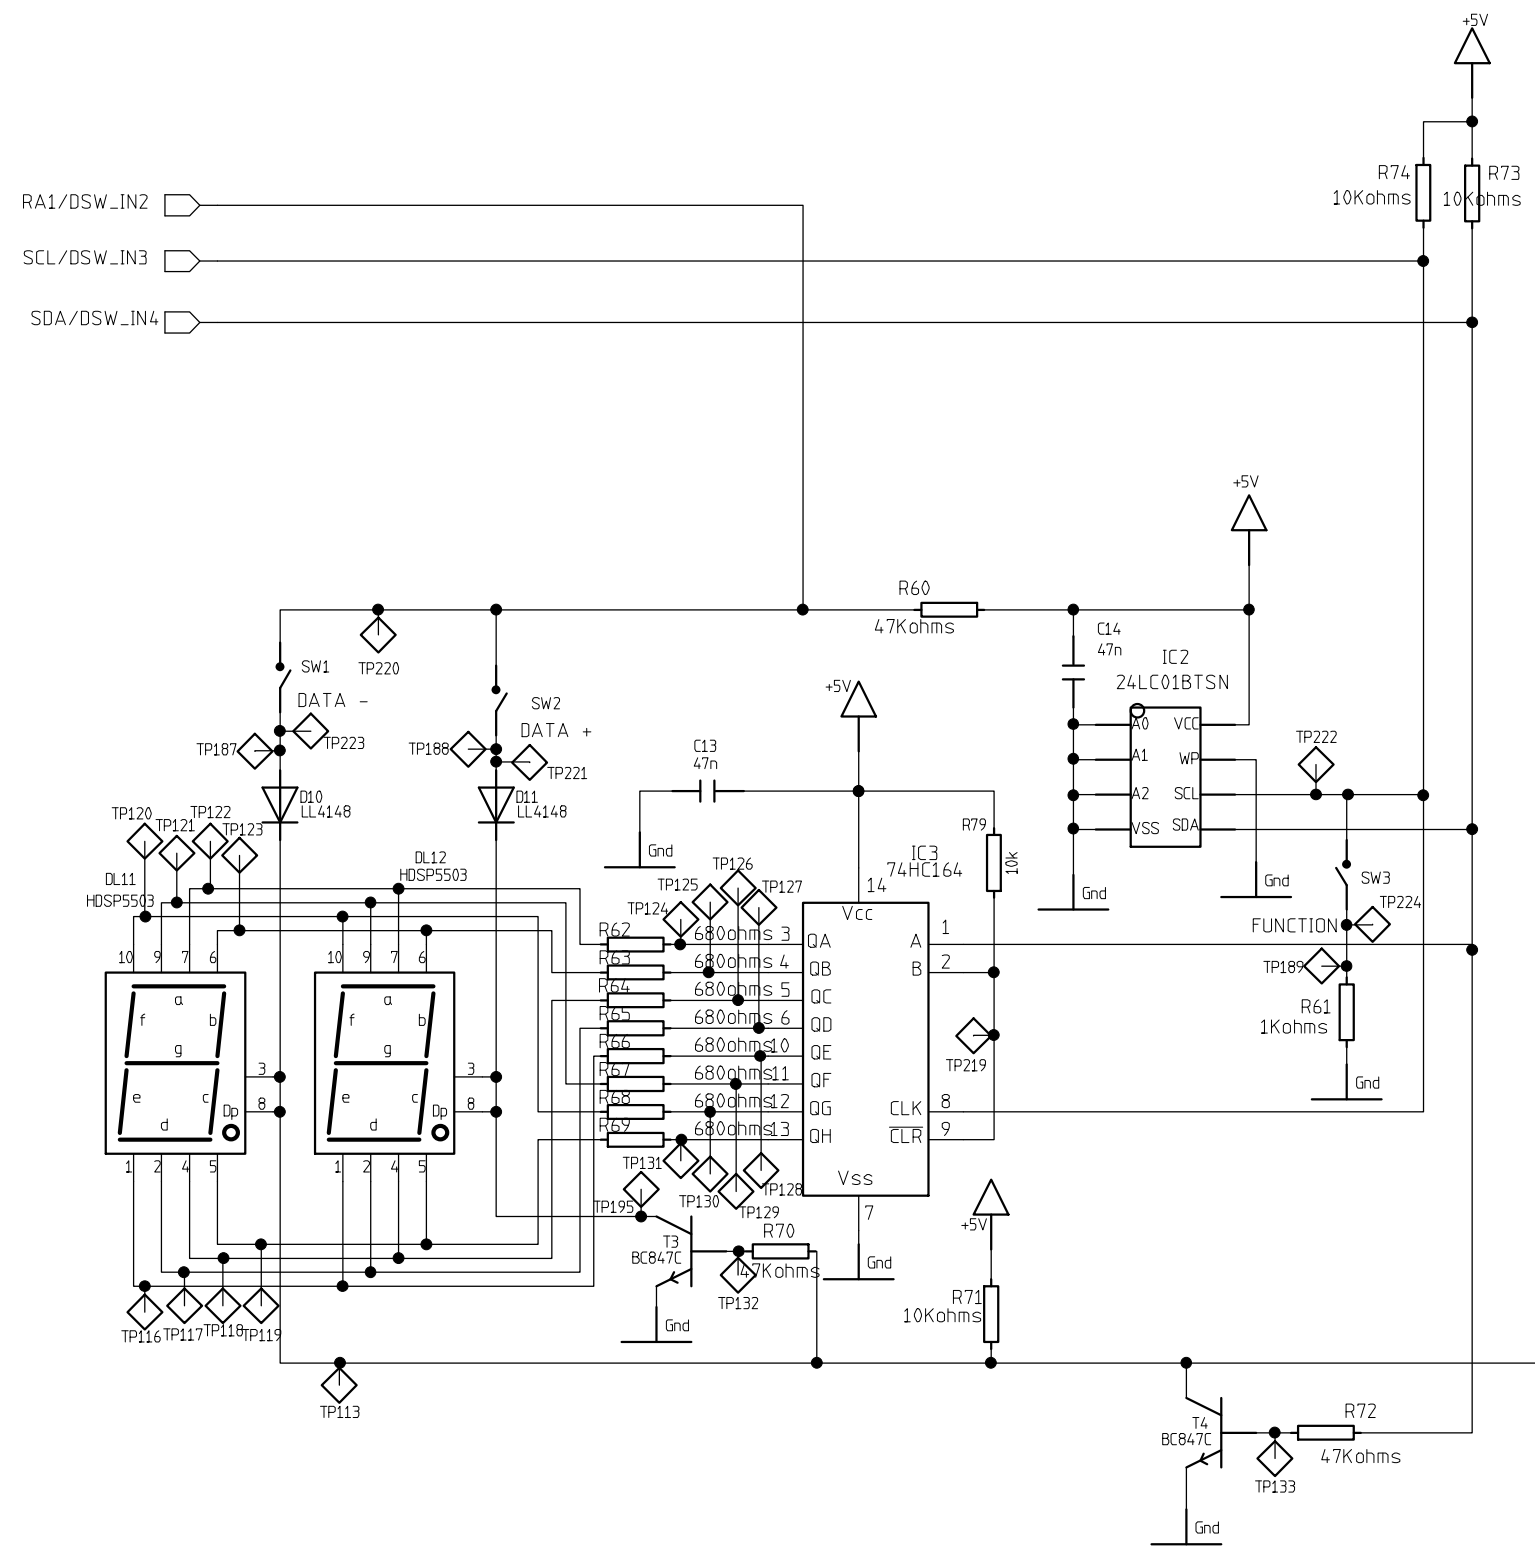 +5V
R74
R73
10Kohms
10Kohms
RA1/DSW_IN2
SCL/DSW_IN3
SDA/DSW_IN4
+5V
R60
47Kohms
C14
47n
IC2
24LC01BTSN
SW1
TP220
DATA -
SW2
DATA +
+5V
TP187
TP223
TP188
TP221
C13
47n
A0
VCC
A1
WP
A2
SCL
VSS
SDA
TP222
D10
LL4148
D11
LL4148
TP120
TP121
TP122
TP123
R79
10k
Gnd
IC3
74HC164
DL11
HDSP5503
DL12
HDSP5503
TP124
TP125
TP126
TP127
14
Vcc
Gnd
Gnd
SW3
TP224
FUNCTION
TP189
R61
1Kohms
Gnd
10
9
7
6
10
9
7
6
R62
680ohms
3
QA
A
1
R63
680ohms
4
QB
B
2
R64
680ohms
5
QC
R65
680ohms
6
QD
R66
680ohms
10
QE
R67
680ohms
11
QF
R68
680ohms
12
QG
CLK
8
R69
680ohms
13
QH
CLR
9
TP219
a
f
b
g
e
c
d
Dp
3
8
a
f
b
g
e
c
d
Dp
3
8
1
2
4
5
1
2
4
5
Vss
7
TP131
TP130
TP129
TP128
TP195
T3
BC847C
R70
47Kohms
Gnd
+5V
TP132
Gnd
R71
10Kohms
TP116
TP117
TP118
TP119
TP113
T4
BC847C
R72
47Kohms
TP133
Gnd